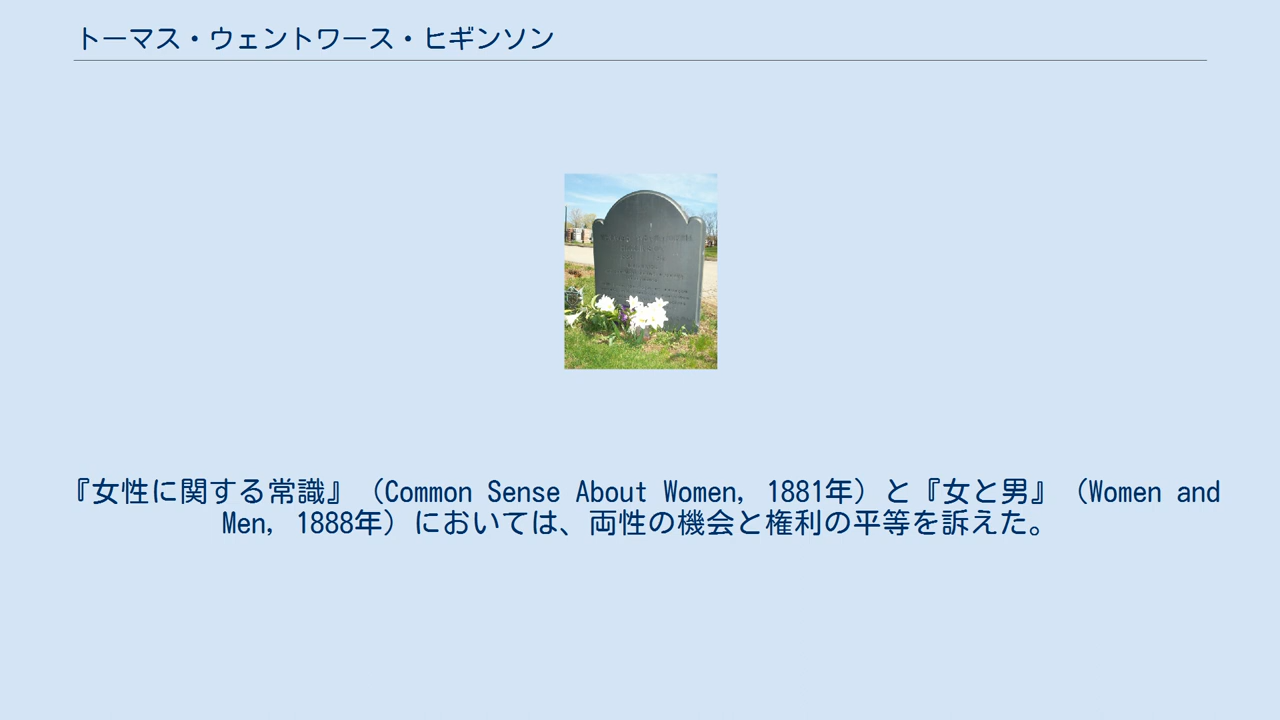 トーマス・ウェントワース・ヒギンソン
『女性に関する常識』（Common Sense About Women, 1881年）と『女と男』（Women and
Men, 1888年）においては、両性の機会と権利の平等を訴えた。